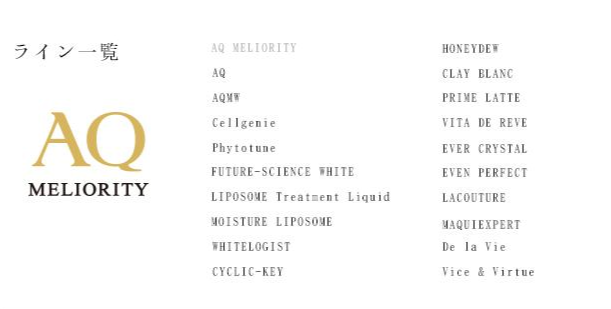 ライン一覧
AQ
MELIORITY
AQ MELIORITY
AQ
AQMW
Cellgenie
Phytotune
FUTURE-SCIENCE WHITE
LIPOSOME Treatment Liquid
MOISTURE LIPOSOME
WHITELOGIST
CYCLIC-KEY
HONEYDEW
CLAY BLANC
PRIME LATTE
VITA DE REVE
EVER CRYSTAL
EVEN PERFECT
LACOUTURE
MAQUIEXPERT
De la Vie
Vice & Virtue